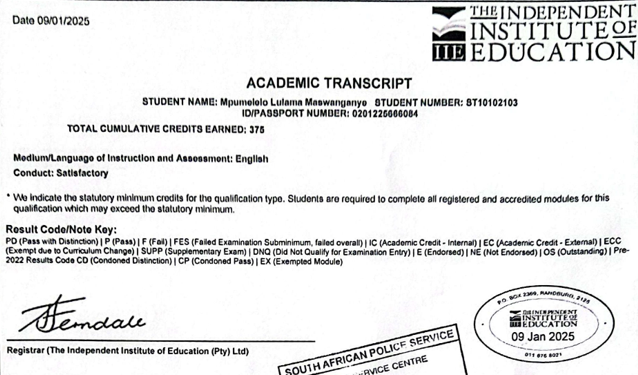 Date 09/01/2025
THE INDEPENDENT
INSTITUTE OF
IIE EDUCATION
ACADEMIC TRANSCRIPT
STUDENT NAME: Mpumelelo Lulama Maswanganye STUDENT NUMBER: ST10102103
ID/PASSPORT NUMBER: 0201225666084
TOTAL CUMULATIVE CREDITS EARNED: 375
Medium/Language of Instruction and Assessment: English
Conduct: Satisfactory
* We indicate the statutory minimum credits for the qualification type. Students are required to complete all registered and accredited modules for this
qualification which may exceed the statutory minimum.
Result Code/Note Key:
PD (Pass with Distinction) | P (Pass) | F (Fail) | FES (Failed Examination Subminimum, failed overall) | IC (Academic Credit - Internal) | EC (Academic Credit - External) | ECC
(Exempt due to Curriculum Change) | SUPP (Supplementary Exam) | DNQ (Did Not Qualify for Examination Entry) | E (Endorsed) | NE (Not Endorsed) | OS (Outstanding) | Pre-
2022 Results Code CD (Condoned Distinction) | CP (Condoned Pass) | EX (Exempted Module)
Registrar (The Independent Institute of Education (Pty) Ltd)
P.O. BOX 2369, RANDBURG, 2125
THE INDEPENDENT
INSTITUTE OF
EDUCATION
09 Jan 2025
011 676 8021
SOUTH AFRICAN POLICE SERVICE
SERVICE CENTRE